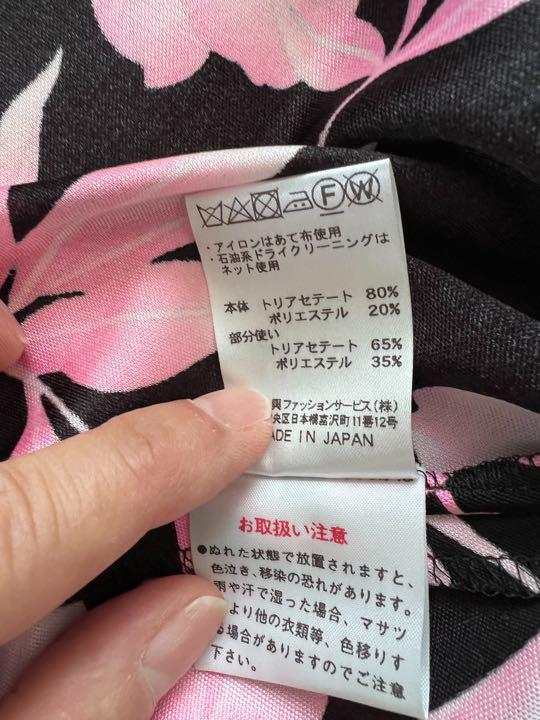 F W
・アイロンはあて布使用
・石油系ドライクリーニングは
ネット使用
本体 トリアセテート 80%
ポリエステル 20%
部分使い
トリアセテート 65%
ポリエステル 35%
興ファッションサービス(株)
央区日本橋富沢町11番12号
MADE IN JAPAN
お取扱い注意
●ぬれた状態で放置されますと、
色泣き、移染の恐れがあります。
雨や汗で湿った場合、マサツ
より他の衣類等、色移りす
る場合がありますのでご注意
下さい。